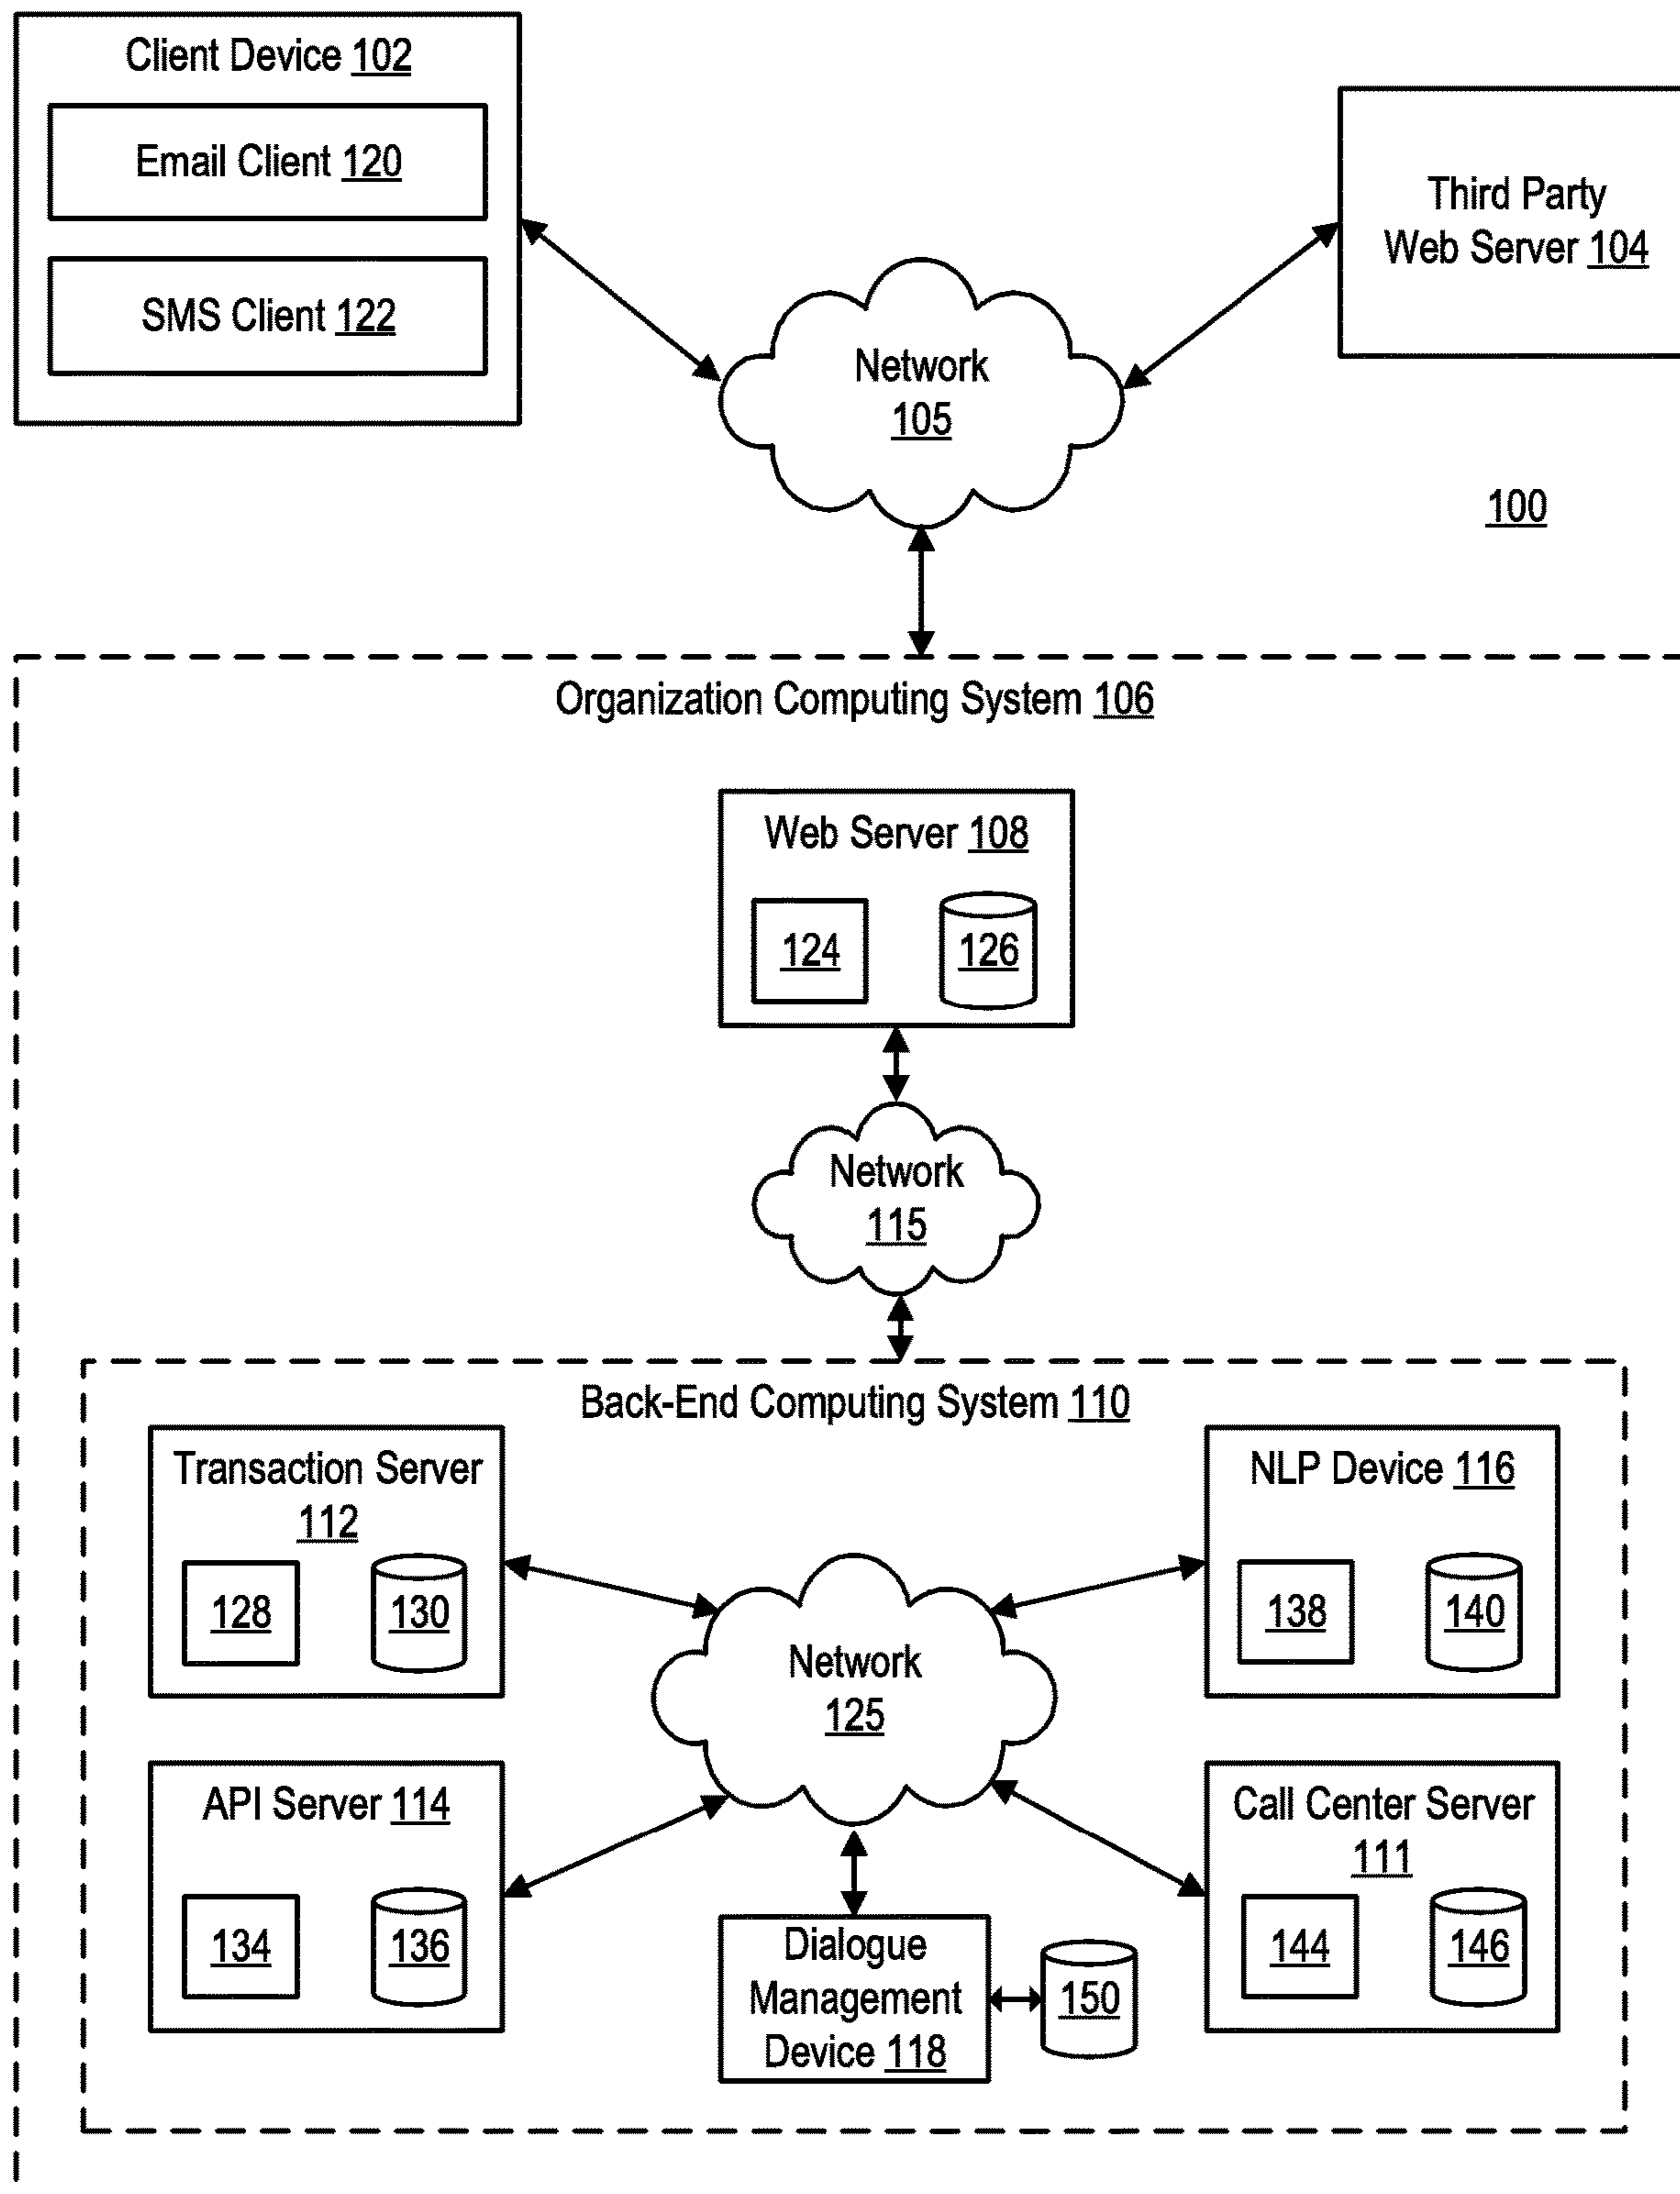 Client Device 102
Email Client 120
SMS Client 122
Third Party
Web Server 104
Network
105
100
Organization Computing System 106
Web Server 108
124
126
Network
115
Back-End Computing System 110
Transaction Server
112
128
130
NLP Device 116
138
140
Network
125
API Server 114
134
136
Call Center Server
111
144
146
Dialogue
Management
Device 118
150